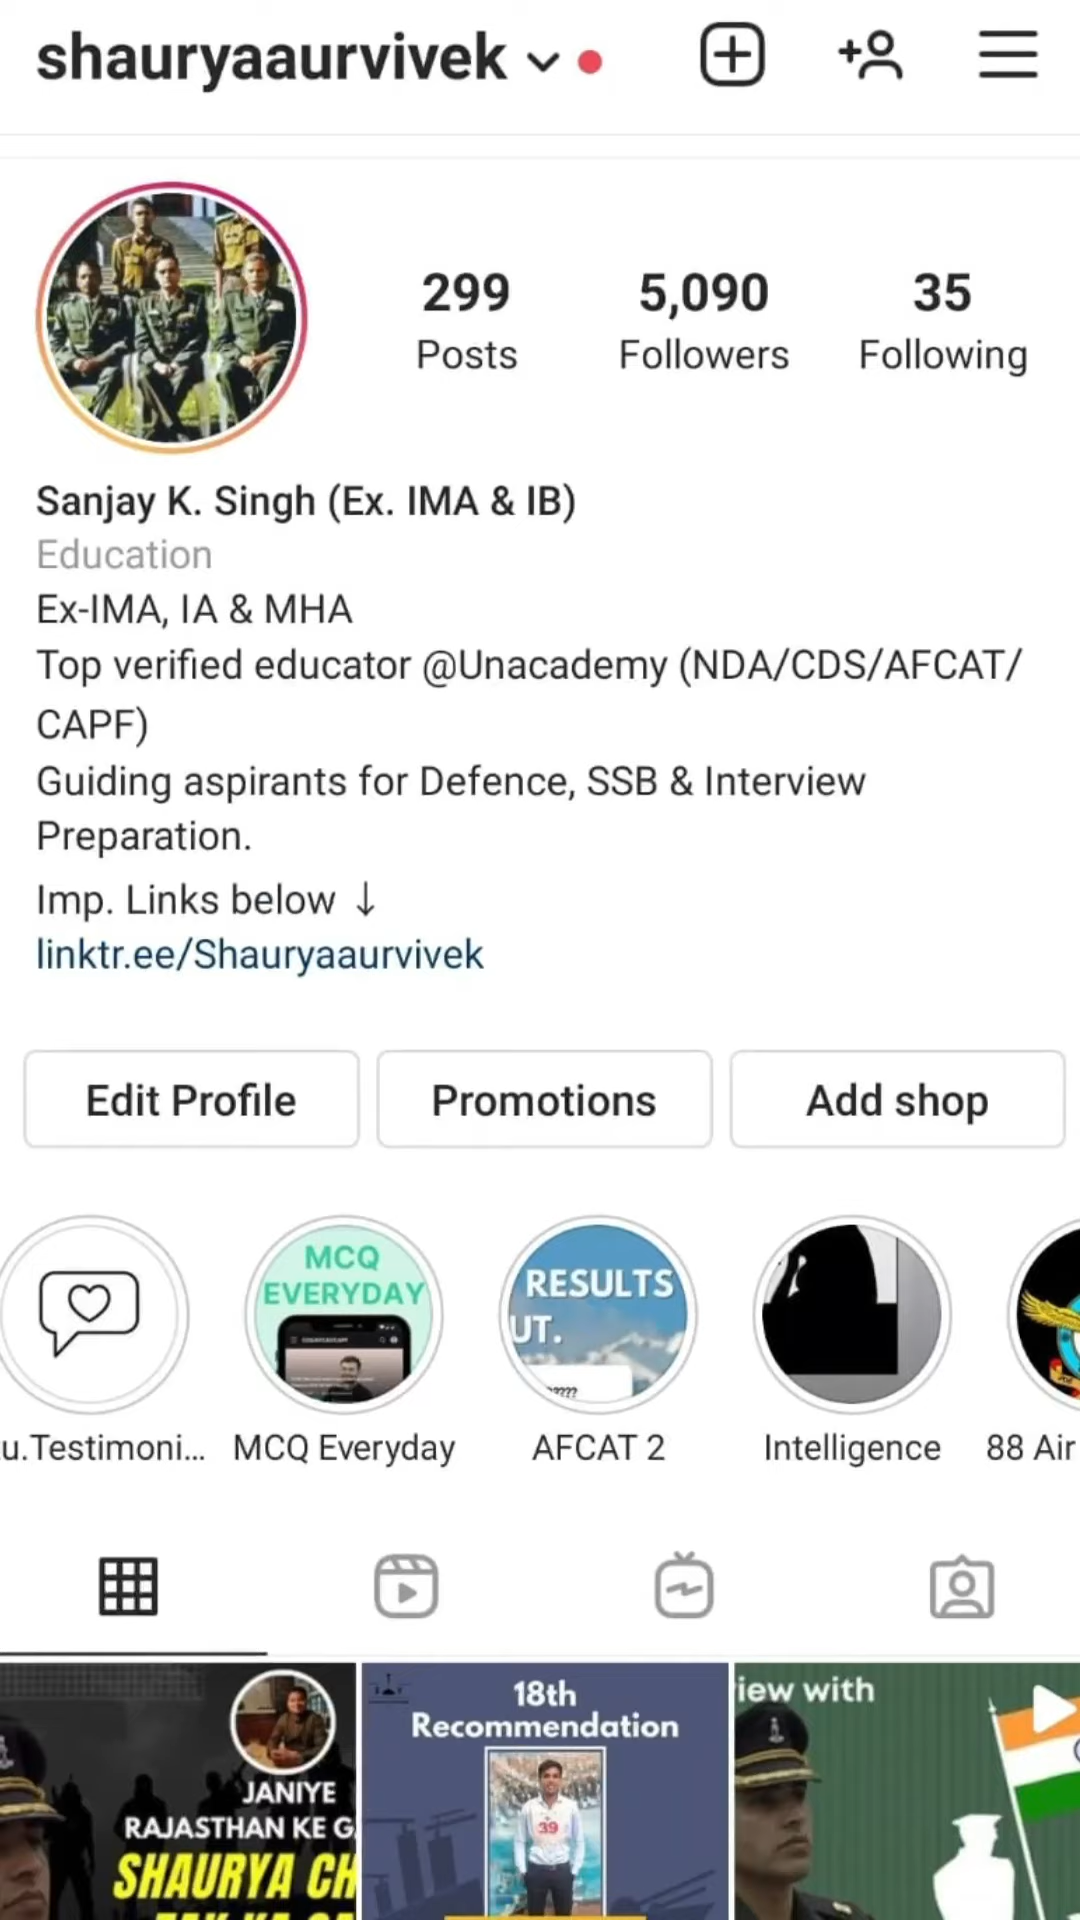 shauryaaurvivek
299 5,090 35
Posts Followers Following
Sanjay K. Singh (Ex. IMA & IB)
Education
Ex-IMA, IA & MHA
Top verified educator @Unacademy (NDA/CDS/AFCAT/
CAPF)
Guiding aspirants for Defence, SSB & Interview
Preparation.
Imp. Links below ↓
linktr.ee/Shauryaaurvivek
Edit Profile Promotions Add shop
MCQ
EVERYDAY
RESULTS
UT.
?????
u.Testimoni... MCQ Everyday AFCAT 2 Intelligence 88 Air
JANIYE
RAJASTHAN KE G
SHAURYA CH
18th
Recommendation
39
iew with